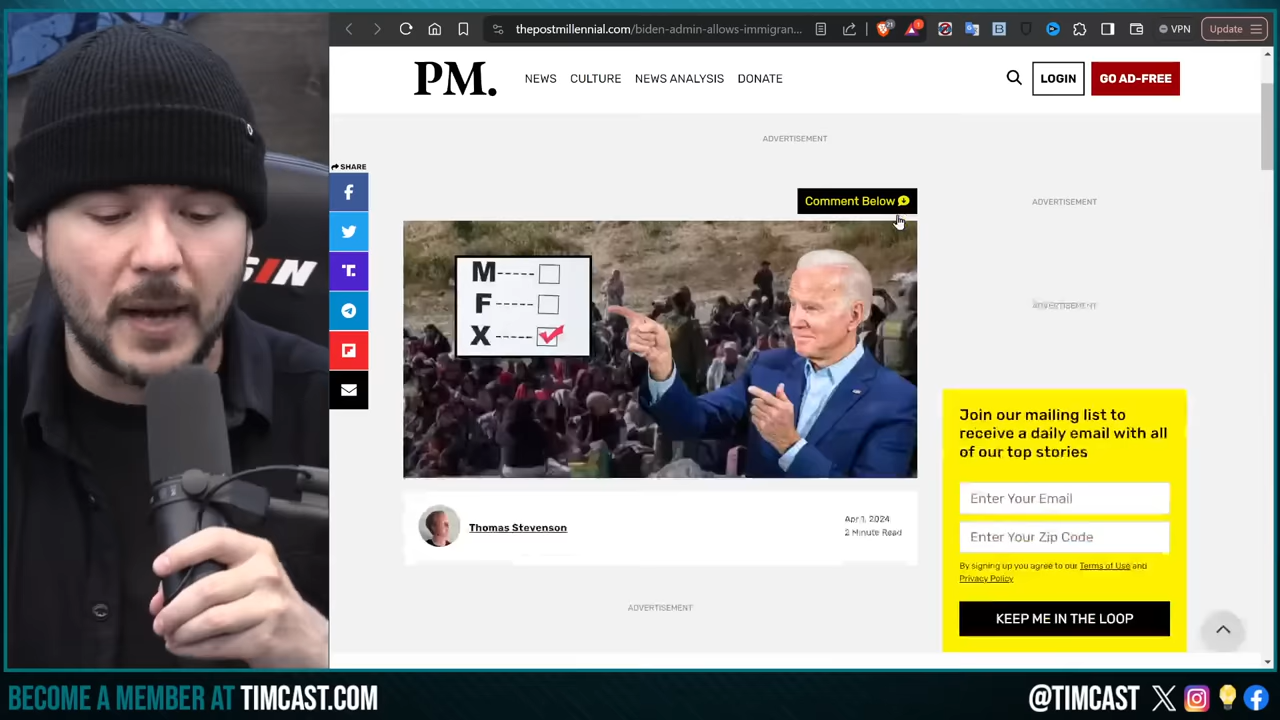 thepostmillennial.com/biden-admin-allows-immigran...
21
1
VPN
Update
PM.
NEWS
CULTURE
NEWS ANALYSIS
DONATE
LOGIN
GO AD-FREE
ADVERTISEMENT
SHARE
Comment Below
ADVERTISEMENT
M-----
F-----
X-----
ADVERTISEMENT
Join our mailing list to
receive a daily email with all
of our top stories
Enter Your Email
Enter Your Zip Code
By signing up you agree to our Terms of Use and
Privacy Policy
KEEP ME IN THE LOOP
Thomas Stevenson
Apr 1, 2024
2 Minute Read
ADVERTISEMENT
BECOME A MEMBER AT TIMCAST.COM
@TIMCAST